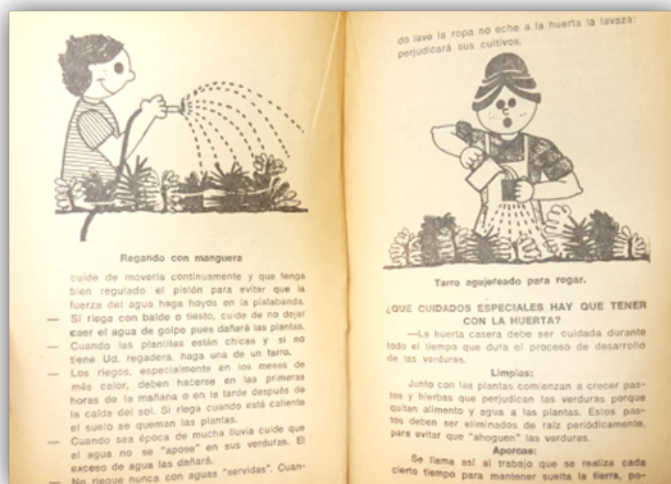 Regando con manguera
cuide de moverla continuamente y que tenga
bien regulado el pistón para evitar que la
fuerza del agua haga hoyos en la platabanda.
— Si riega con balde o tiesto, cuide de no dejar
caer el agua de golpe pues dañará las plantas.
— Cuando las plantitas están chicas y si no
tiene Ud. regadera, haga una de un tarro.
— Los riegos, especialmente en los meses de
más calor, deben hacerse en las primeras
horas de la mañana o en la tarde después de
la caída del sol. Si riega cuando está caliente
el suelo se queman las plantas.
— Cuando sea época de mucha lluvia cuide que
el agua no se "apose" en sus verduras. El
exceso de agua las dañará.
— No riegue nunca con aguas "servidas". Cuan-
do lave la ropa no eche a la huerta la lavaza:
perjudicará sus cultivos.
Tarro agujereado para regar.
¿QUE CUIDADOS ESPECIALES HAY QUE TENER
CON LA HUERTA?
—La huerta casera debe ser cuidada durante
todo el tiempo que dura el proceso de desarrollo
de las verduras.
Limpias:
Junto con las plantas comienzan a crecer pas-
tos y hierbas que perjudican las verduras porque
quitan alimento y agua a las plantas. Estos pas-
tos deben ser eliminados de raíz periódicamente,
para evitar que "ahoguen" las verduras.
Aporcas:
Se llama así al trabajo que se realiza cada
cierto tiempo para mantener suelta la tierra, po-